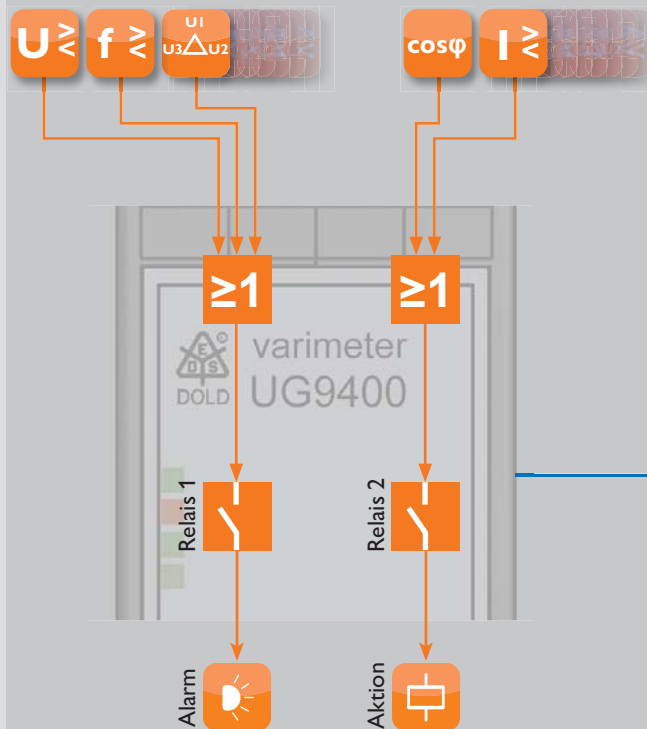 U ≷ f ≷ U1 U3 U2 cosφ I ≷
≥1 ≥1
varimeter
UG9400
E
D S
DOLD
Relais 1
Relais 2
Alarm
Aktion